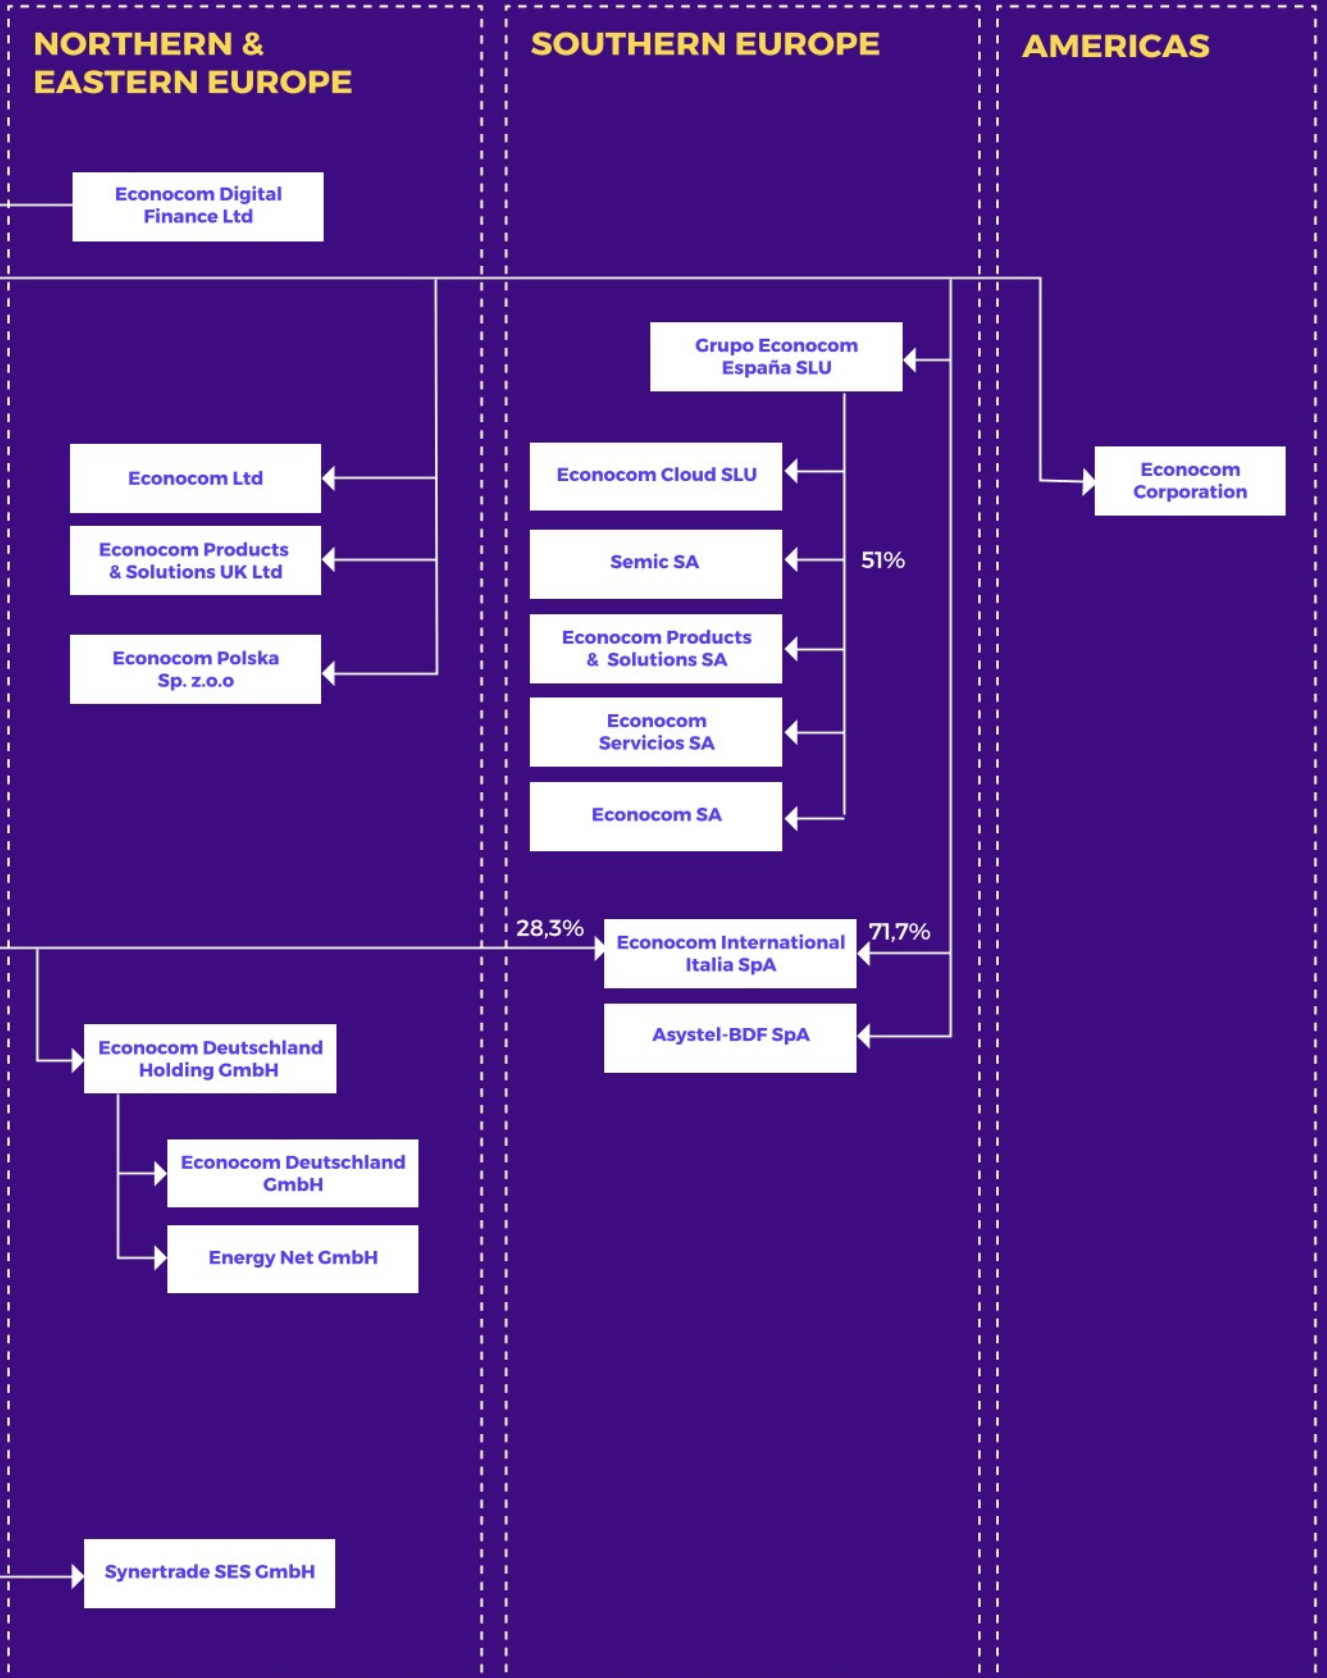 NORTHERN &
EASTERN EUROPE
Econocom Digital
Finance Ltd
Econocom Ltd
Econocom Products
& Solutions UK Ltd
Econocom Polska
Sp. z.o.o
Econocom Deutschland
Holding GmbH
Econocom Deutschland
GmbH
Energy Net GmbH
Synertrade SES GmbH
SOUTHERN EUROPE
Grupo Econocom
España SLU
Econocom Cloud SLU
Semic SA
51%
Econocom Products
& Solutions SA
Econocom
Servicios SA
Econocom SA
28,3%
Econocom International
Italia SpA
71,7%
Asystel-BDF SpA
AMERICAS
Econocom
Corporation